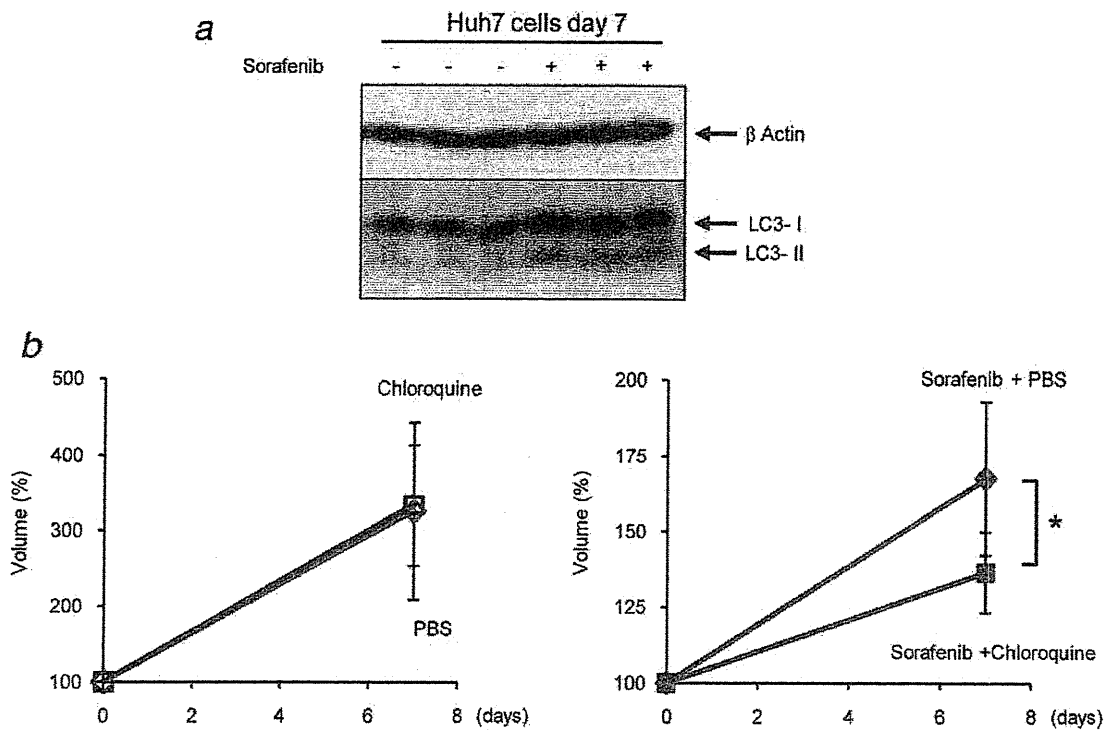 a
Huh7 cells day 7
Sorafenib - - - + + +
β Actin
LC3- I
LC3- II
b
500
400
300
200
100
Volume (%)
Chloroquine
PBS
0 2 4 6 8 (days)
200
175
150
125
100
Volume (%)
Sorafenib + PBS
*
Sorafenib +Chloroquine
0 2 4 6 8 (days)